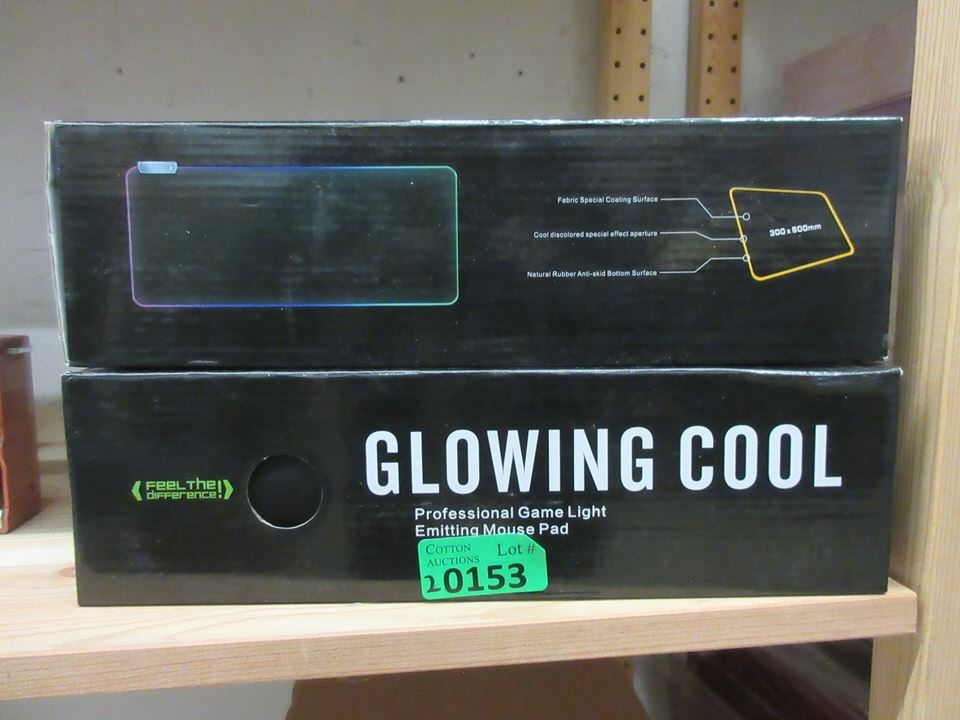 Fabric Special Coating Surface
Cool discolored special effect aperture
Natural Rubber Anti-skid Bottom Surface
300x800mm
FEEL THE
DIFFERENCE!
GLOWING COOL
Professional Game Light
Emitting Mouse Pad
COTTON
AUCTIONS
Lot #
20153